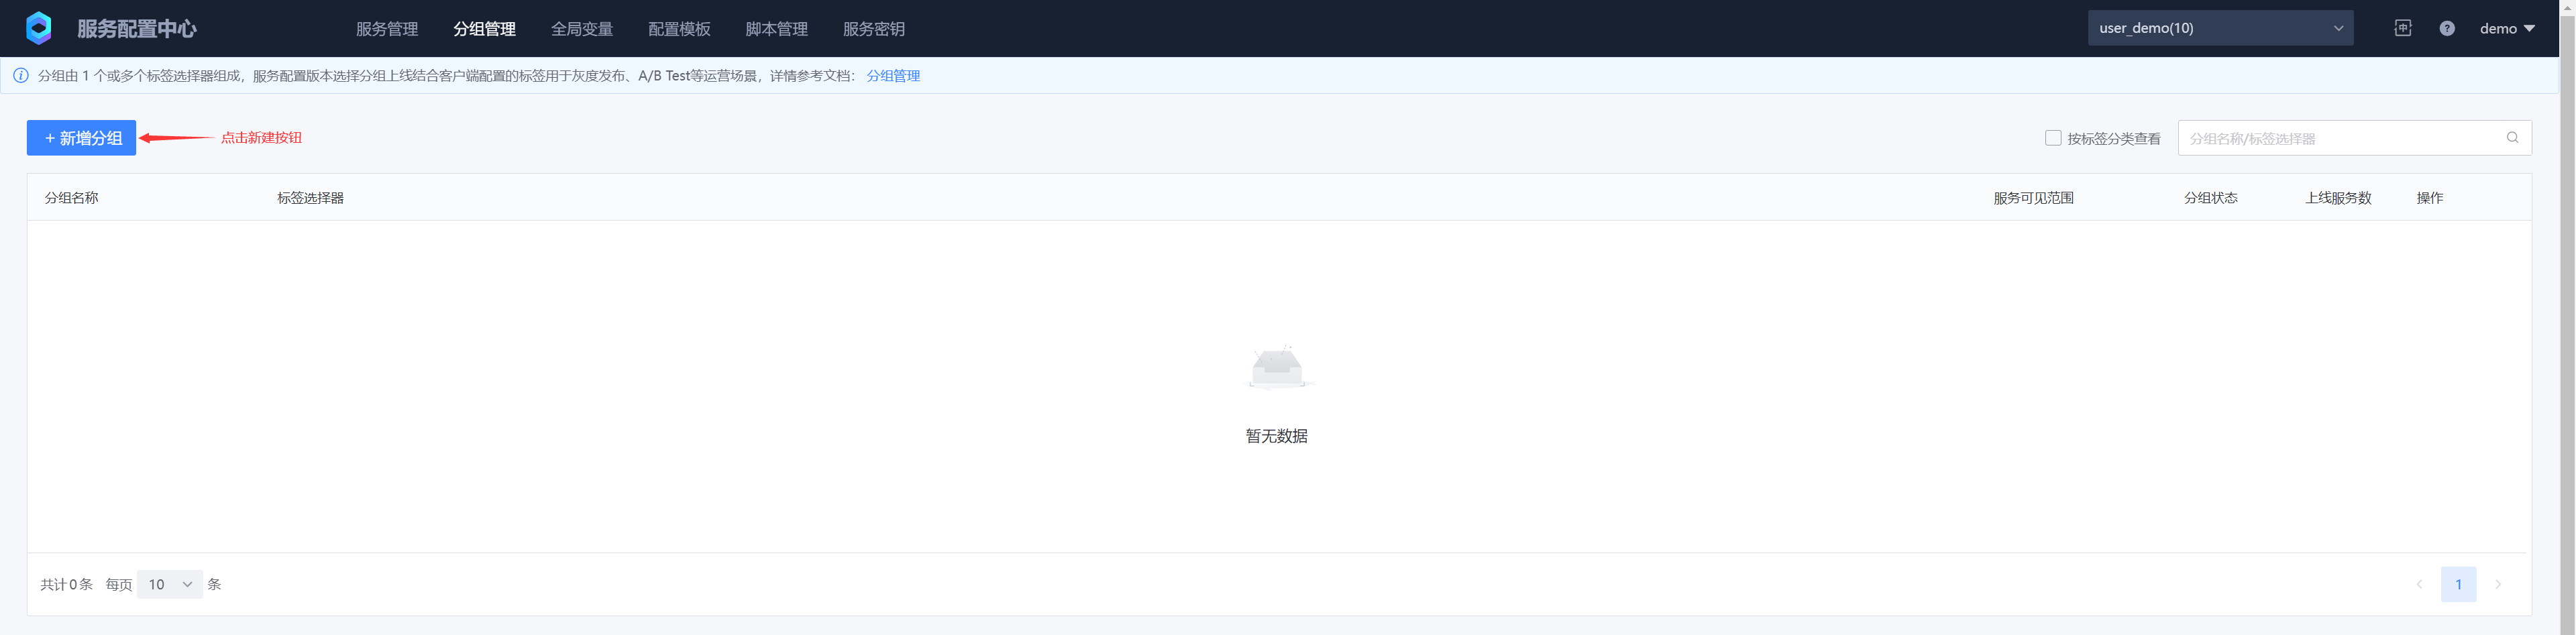 服务配置中心 服务管理 分组管理 全局变量 配置模板 脚本管理 服务密钥 user_demo(10) 中 ? demo
分组由 1 个或多个标签选择器组成，服务配置版本选择分组上线结合客户端配置的标签用于灰度发布、A/B Test等运营场景，详情参考文档： 分组管理
+ 新增分组 点击新建按钮 按标签分类查看 分组名称/标签选择器
分组名称 标签选择器 服务可见范围 分组状态 上线服务数 操作
暂无数据
共计 0 条 每页 10 条 1